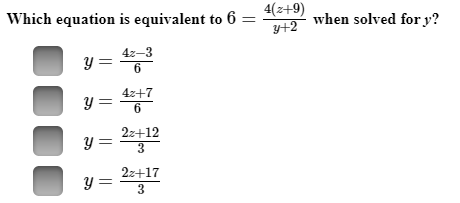 Which equation is equivalent to 6 = 4(z+9)/y+2 when solved for y?
y = 4z−3/6
y = 4z+7/6
y = 2z+12/3
y = 2z+17/3